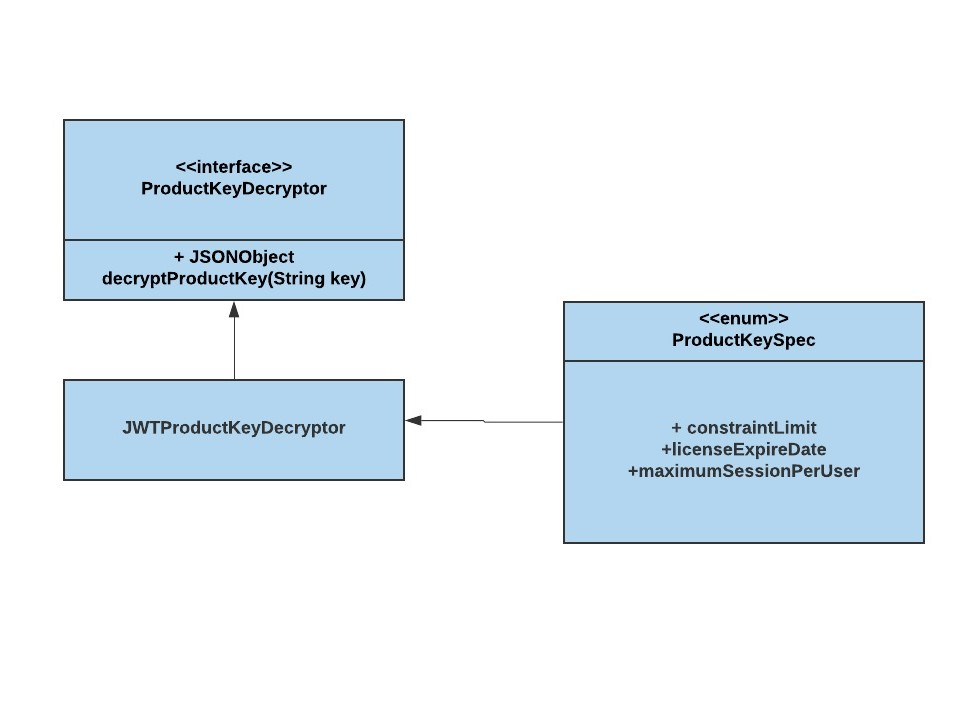 <<interface>>
ProductKeyDecryptor
+ JSONObject
decryptProductKey(String key)
JWTProductKeyDecryptor
<<enum>>
ProductKeySpec
+ constraintLimit
+licenseExpireDate
+maximumSessionPerUser